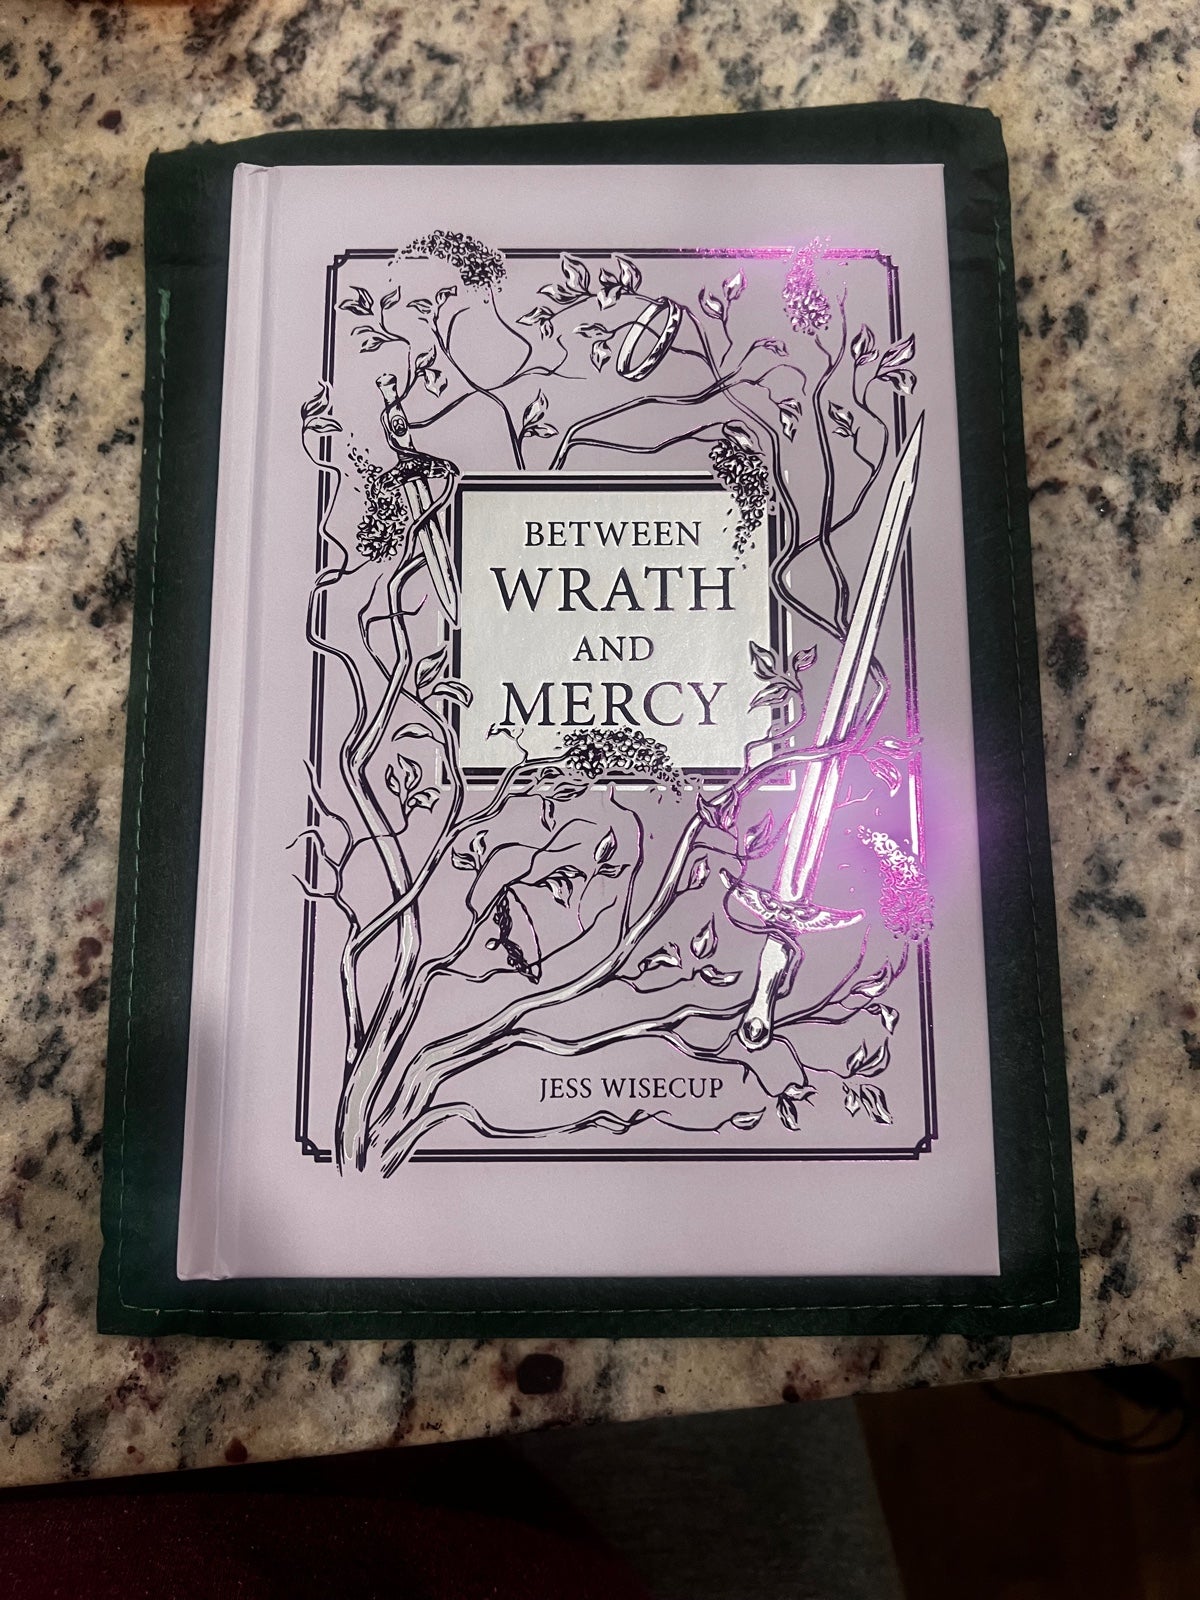 BETWEEN
WRATH
AND
MERCY
JESS WISECUP